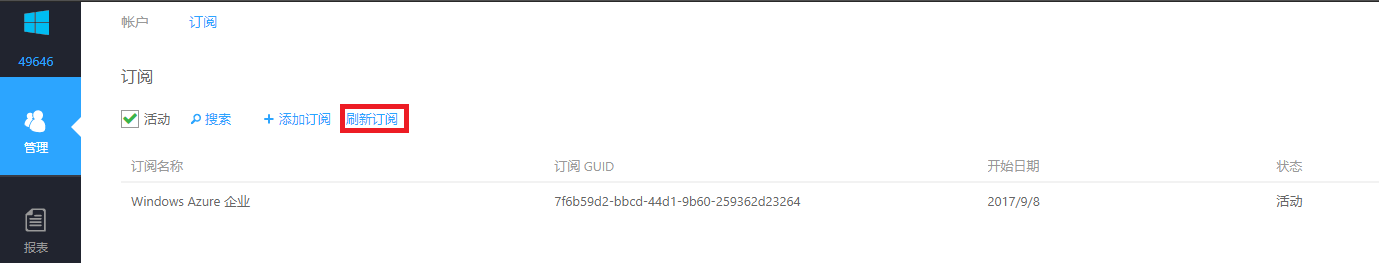 帐户 订阅
49646
订阅
活动 搜索 添加订阅 刷新订阅
管理
订阅名称 订阅 GUID 开始日期 状态
Windows Azure 企业 7f6b59d2-bbcd-44d1-9b60-259362d23264 2017/9/8 活动
报表